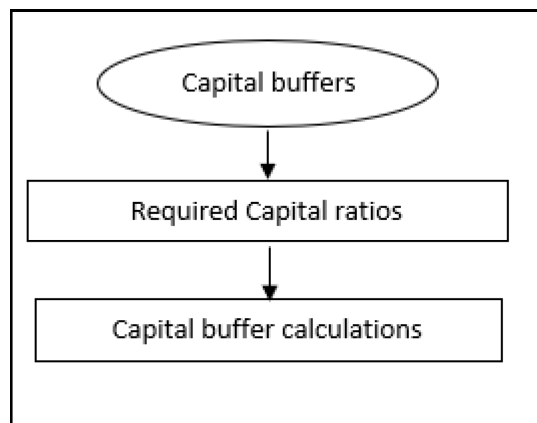 Capital buffers
Required Capital ratios
Capital buffer calculations